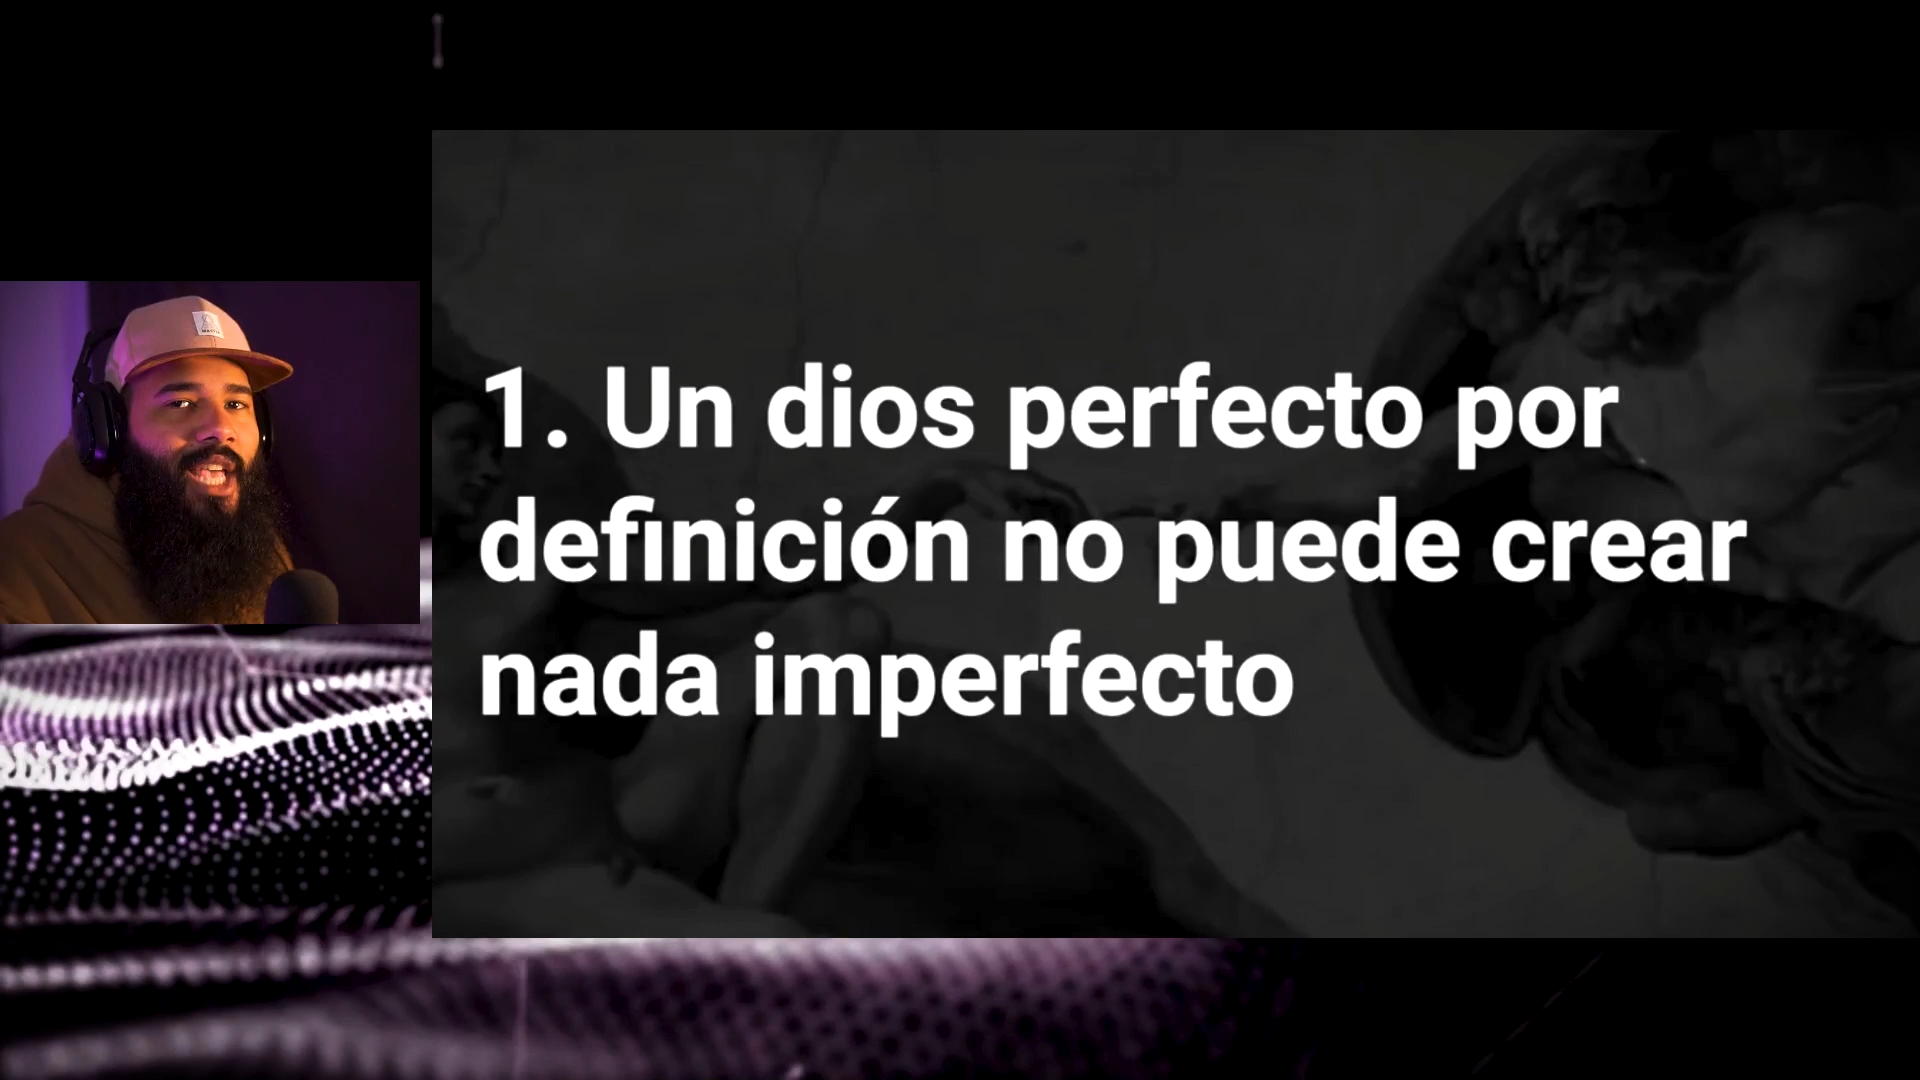 1. Un dios perfecto por
definición no puede crear
nada imperfecto